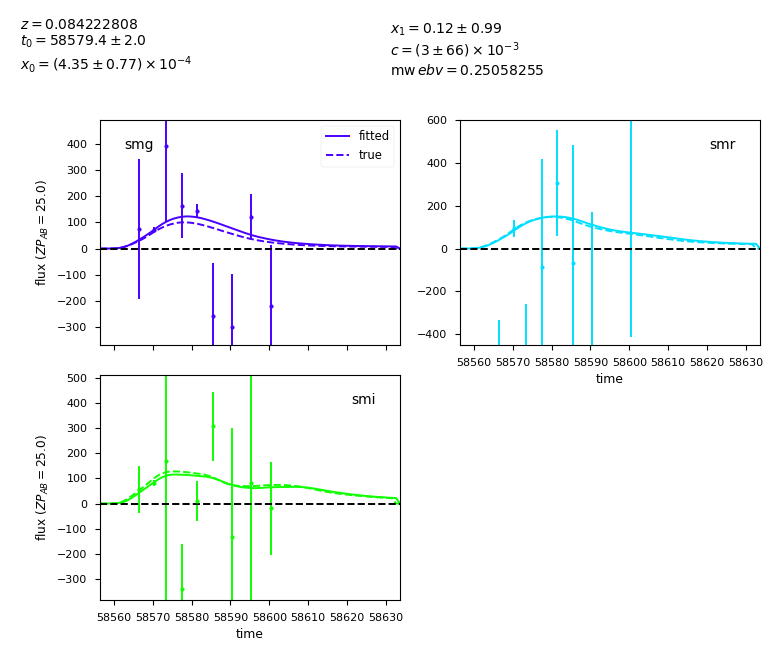 z = 0.084222808
t₀ = 58579.4 ± 2.0
x₀ = (4.35 ± 0.77) × 10⁻⁴
x₁ = 0.12 ± 0.99
c = (3 ± 66) × 10⁻³
mw ebv = 0.25058255
smg
fitted
true
400
300
200
100
0
−100
−200
−300
flux (ZP_AB = 25.0)
smr
600
400
200
0
−200
−400
58560 58570 58580 58590 58600 58610 58620 58630
time
smi
500
400
300
200
100
0
−100
−200
−300
flux (ZP_AB = 25.0)
58560 58570 58580 58590 58600 58610 58620 58630
time